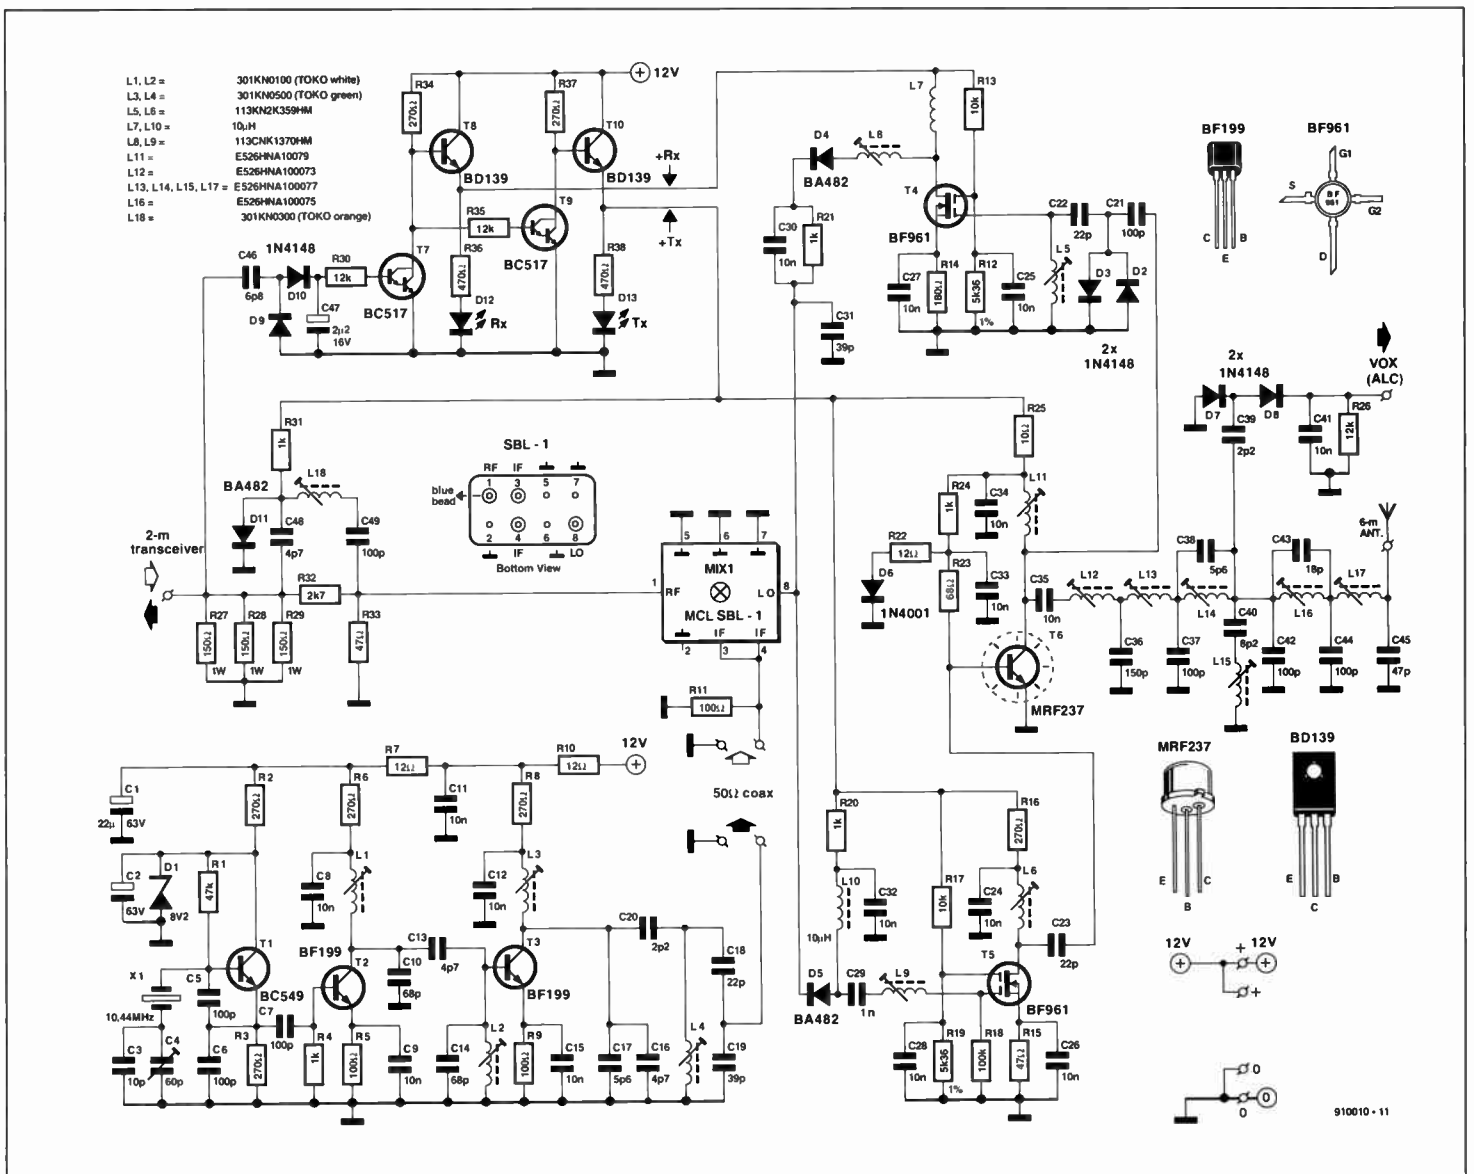 L1, L2 = 301KN0100 (TOKO white)
L3, L4 = 301KN0500 (TOKO green)
L5, L6 = 113KN2K359HM
L7, L10 = 10µH
L8, L9 = 113CNK1370HM
L11 = E526HNA10079
L12 = E526HNA100073
L13, L14, L15, L17 = E526HNA100077
L16 = E526HNA100075
L18 = 301KN0300 (TOKO orange)
R34
270Ω
T8
BD139
R37
270Ω
T10
BD139
12V
+Rx
+Tx
R35
12k
T9
BC517
R36
470Ω
D12
Rx
R38
470Ω
D13
Tx
C46
6p8
1N4148
D10
D9
R30
12k
C47
2µ2
16V
T7
BC517
L7
R13
10k
D4
BA482
L8
T4
BF961
C30
10n
R21
1k
C31
39p
C27
10n
R14
180Ω
R12
5k36
1%
C25
10n
C22
22p
C21
100p
L5
D3
D2
2x
1N4148
BF199
C
E
B
BF961
G1
S
BF
961
G2
D
2x
1N4148
VOX
(ALC)
D7
D8
C39
2p2
C41
10n
R26
12k
6-m
ANT.
R31
1k
BA482
L18
D11
C48
4p7
C49
100p
2-m
transceiver
R27
150Ω
1W
R28
150Ω
1W
R29
150Ω
1W
R32
2k7
R33
47Ω
SBL - 1
RF
IF
1
3
5
7
blue
bead
2
4
6
8
IF
LO
Bottom View
5
6
7
MIX1
1
RF
LO
8
MCL SBL - 1
IF
IF
2
3
4
R11
100Ω
50Ω coax
R25
10Ω
R24
1k
C34
10n
L11
R22
12Ω
D6
1N4001
R23
68Ω
C33
10n
C35
10n
T6
MRF237
L12
L13
C38
5p6
L14
C43
18p
L16
L17
C36
150p
C37
100p
C40
8p2
L15
C42
100p
C44
100p
C45
47p
MRF237
E
B
C
BD139
E
C
B
C1
22µ
63V
C2
63V
D1
8V2
R1
47k
R2
270Ω
T1
BC549
X1
10,44MHz
C3
10p
C4
60p
C5
100p
C6
100p
R3
270Ω
C7
100p
R4
1k
R6
270Ω
C8
10n
L1
BF199
T2
R5
100Ω
C9
10n
C10
68p
C13
4p7
R7
12Ω
C11
10n
R8
270Ω
R10
12Ω
12V
C12
10n
L3
T3
BF199
C14
68p
L2
R9
100Ω
C15
10n
C17
5p6
C16
4p7
C20
2p2
L4
C18
22p
C19
39p
R20
1k
L10
10µH
C32
10n
D5
BA482
C29
1n
L9
R17
10k
R16
270Ω
C24
10n
L6
C23
22p
T5
BF961
C28
10n
R19
5k36
1%
R18
100k
R15
47Ω
C26
10n
12V
+
+
12V
+
0
0
0
910010 - 11